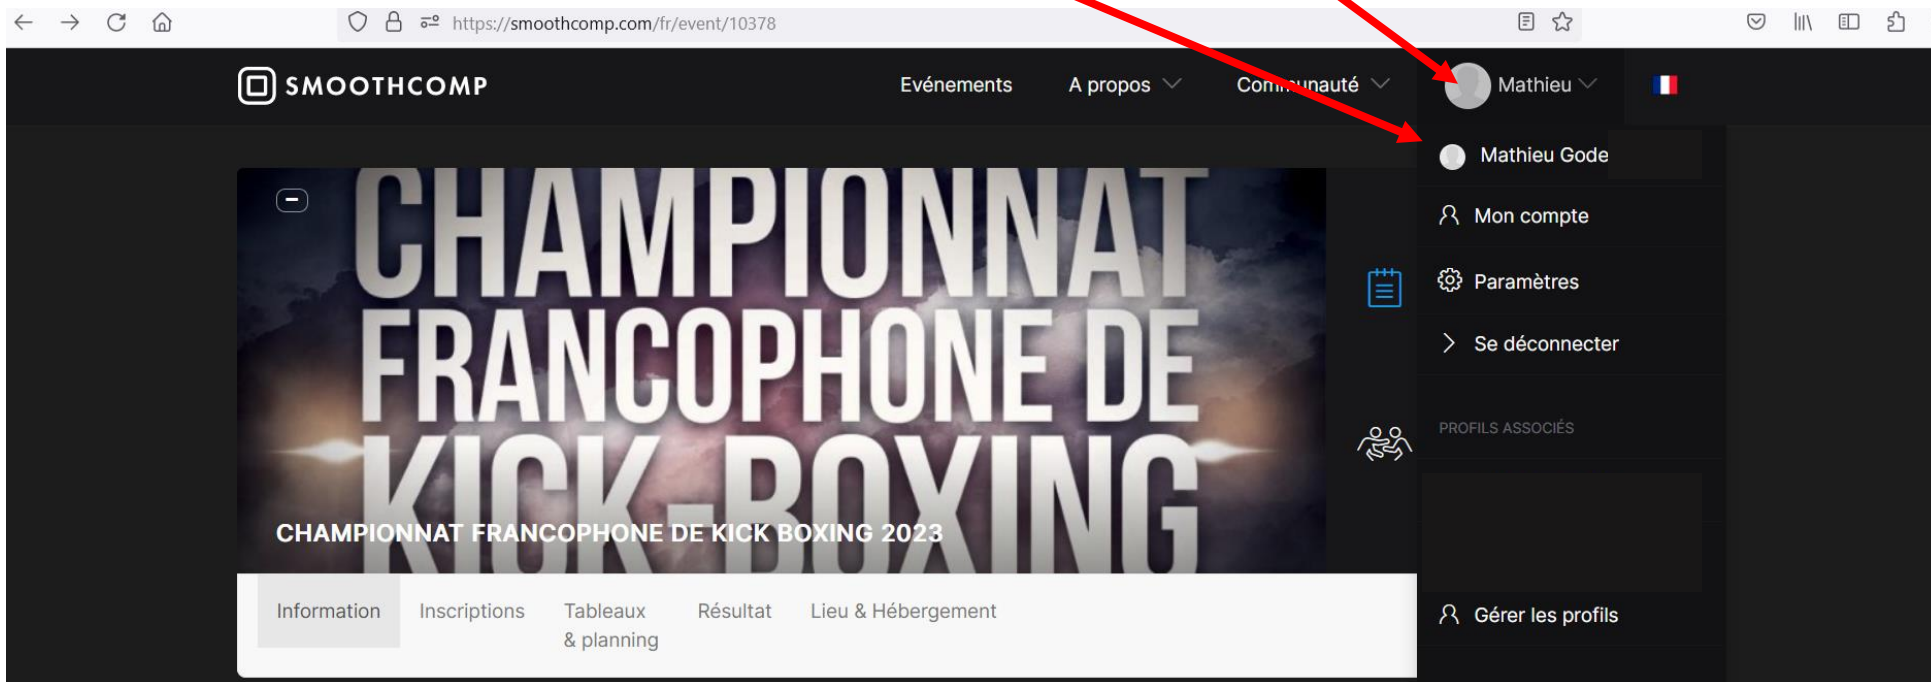 https://smoothcomp.com/fr/event/10378
SMOOTHCOMP
Evénements
A propos
Communauté
Mathieu
Mathieu Gode
Mon compte
Paramètres
Se déconnecter
PROFILS ASSOCIÉS
Gérer les profils
CHAMPIONNAT
FRANCOPHONE DE
KICK-BOXING
CHAMPIONNAT FRANCOPHONE DE KICK BOXING 2023
Information
Inscriptions
Tableaux
& planning
Résultat
Lieu & Hébergement